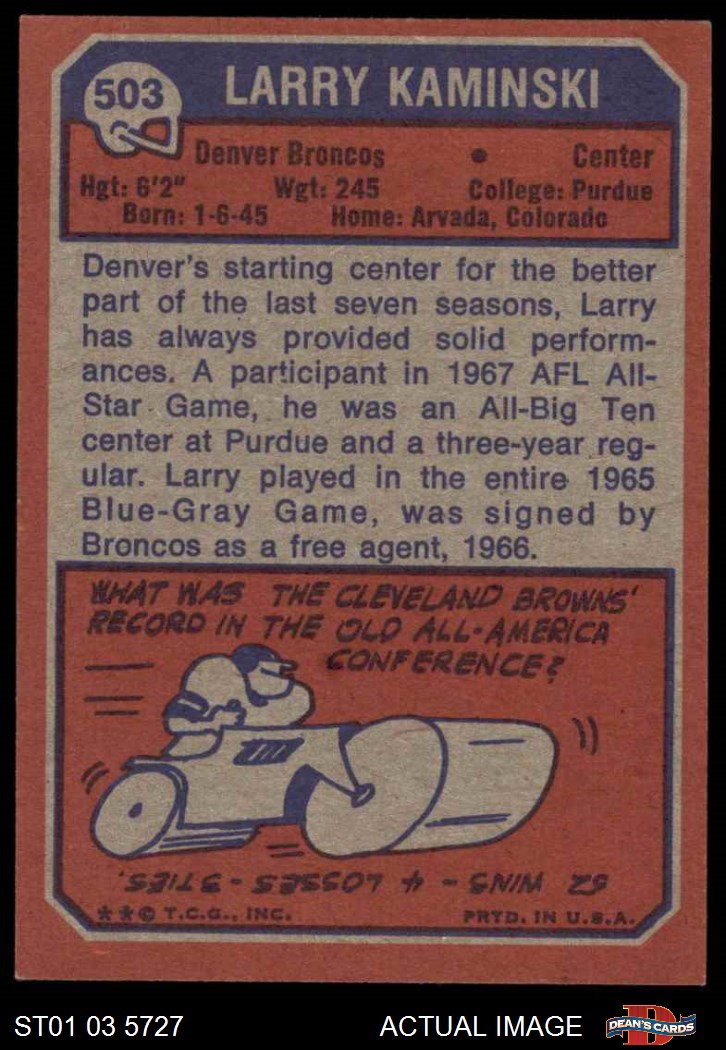 503
LARRY KAMINSKI
Denver Broncos • Center
Hgt: 6'2" Wgt: 245 College: Purdue
Born: 1-6-45 Home: Arvada, Colorado
Denver's starting center for the better
part of the last seven seasons, Larry
has always provided solid perform-
ances. A participant in 1967 AFL All-
Star Game, he was an All-Big Ten
center at Purdue and a three-year reg-
ular. Larry played in the entire 1965
Blue-Gray Game, was signed by
Broncos as a free agent, 1966.
WHAT WAS THE CLEVELAND BROWNS'
RECORD IN THE OLD ALL-AMERICA
CONFERENCE?
52 WINS - 4 LOSSES - 3 TIES.
**© T.C.G., INC. PRTD. IN U.S.A.
ST01 03 5727 ACTUAL IMAGE D
DEAN'S CARDS